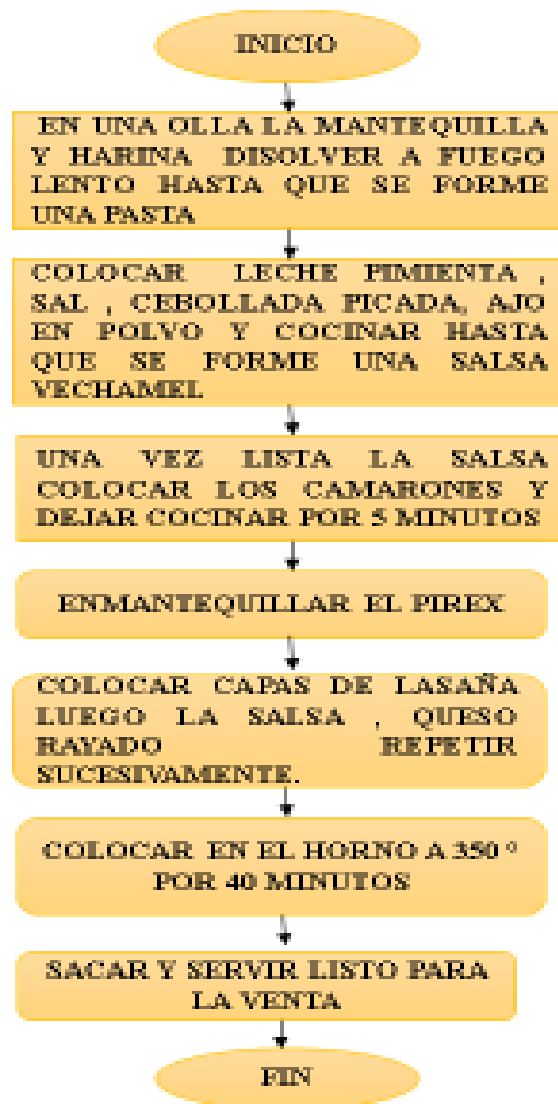 INICIO
EN UNA OLLA LA MANTEQUILLA
Y HARINA DISOLVER A FUEGO
LENTO HASTA QUE SE FORME
UNA PASTA
COLOCAR LECHE PIMIENTA ,
SAL , CEBOLLADA PICADA, AJO
EN POLVO Y COCINAR HASTA
QUE SE FORME UNA SALSA
VECHAMEL
UNA VEZ LISTA LA SALSA
COLOCAR LOS CAMARONES Y
DEJAR COCINAR POR 5 MINUTOS
ENMANTEQUILLAR EL PIREX
COLOCAR CAPAS DE LASAÑA
LUEGO LA SALSA , QUESO
RAYADO REPETIR
SUCESIVAMENTE.
COLOCAR EN EL HORNO A 350 º
POR 40 MINUTOS
SACAR Y SERVIR LISTO PARA
LA VENTA
FIN